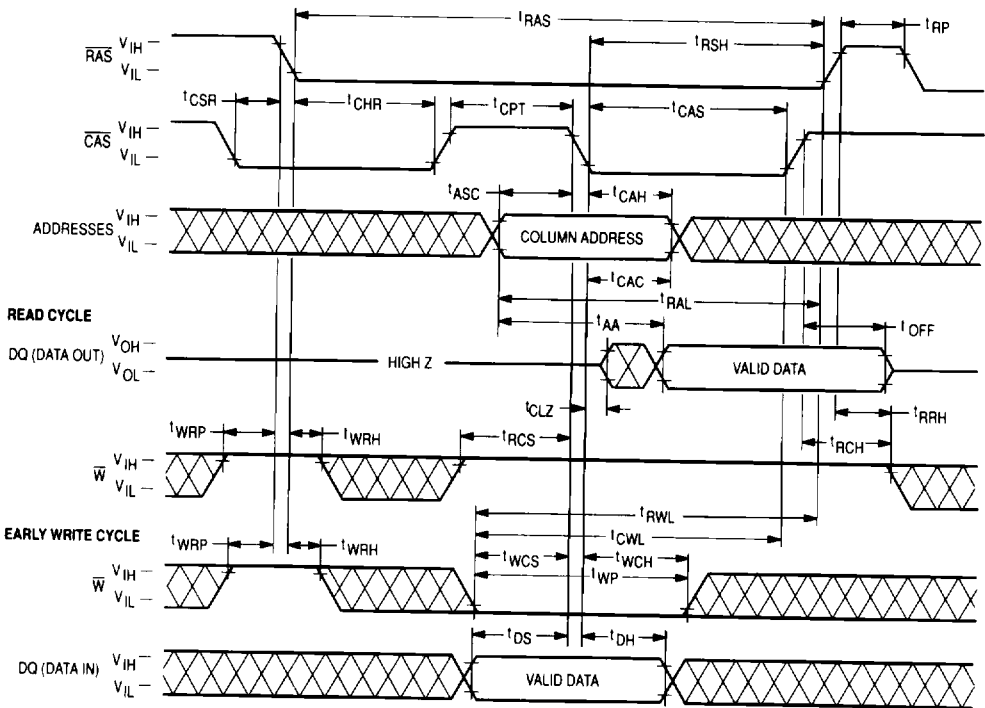 tRAS
tRP
tRSH
RAS VIH
VIL
tCSR
tCHR
tCPT
tCAS
CAS VIH
VIL
tASC
tCAH
ADDRESSES VIH
VIL
COLUMN ADDRESS
tCAC
tRAL
READ CYCLE
tAA
tOFF
DQ (DATA OUT) VOH
VOL
HIGH Z
VALID DATA
tCLZ
tRRH
tWRP
tWRH
tRCS
tRCH
W VIH
VIL
tRWL
EARLY WRITE CYCLE
tCWL
tWRP
tWRH
tWCS
tWCH
tWP
W VIH
VIL
tDS
tDH
DQ (DATA IN) VIH
VIL
VALID DATA